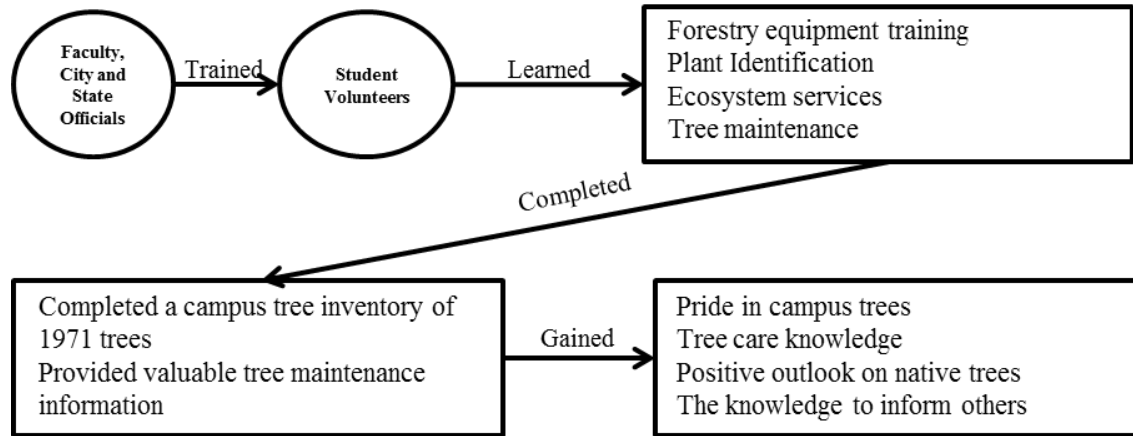 Faculty,
City and
State
Officials
Trained
Student
Volunteers
Learned
Forestry equipment training
Plant Identification
Ecosystem services
Tree maintenance
Completed
Completed a campus tree inventory of
1971 trees
Provided valuable tree maintenance
information
Gained
Pride in campus trees
Tree care knowledge
Positive outlook on native trees
The knowledge to inform others